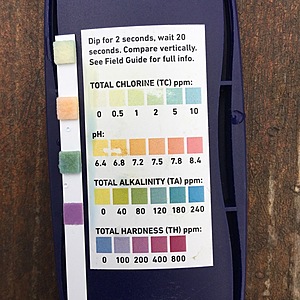 Dip for 2 seconds, wait 20
seconds. Compare vertically.
See Field Guide for full info.
TOTAL CHLORINE (TC) ppm:
0 0.5 1 2 5 10
pH:
6.4 6.8 7.2 7.5 7.8 8.4
TOTAL ALKALINITY (TA) ppm:
0 40 80 120 180 240
TOTAL HARDNESS (TH) ppm:
0 100 200 400 800